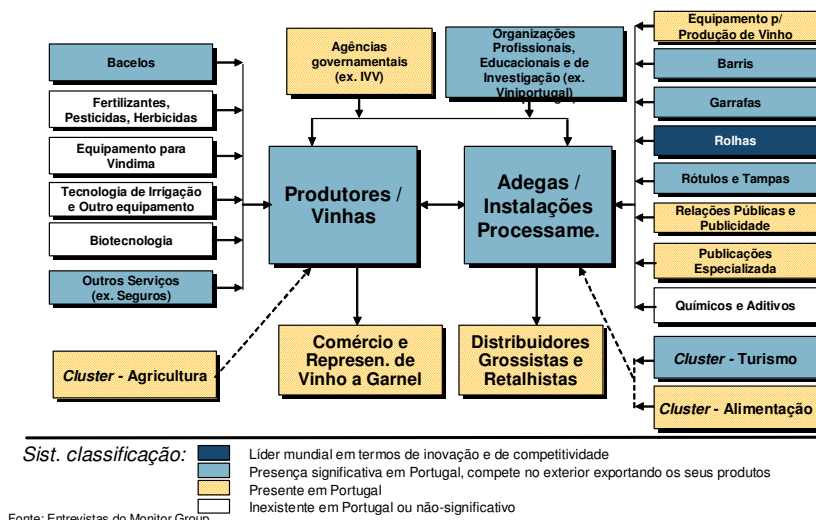 Bacelos
Fertilizantes,
Pesticidas, Herbicidas
Equipamento para
Vindima
Tecnologia de Irrigação
e Outro equipamento
Biotecnologia
Outros Serviços
(ex. Seguros)
Cluster - Agricultura
Agências
governamentais
(ex. IVV)
Organizações
Profissionais,
Educacionais e de
Investigação (ex.
Viniportugal)
Produtores /
Vinhas
Adegas /
Instalações
Processame.
Comércio e
Represen. de
Vinho a Garnel
Distribuidores
Grossistas e
Retalhistas
Equipamento p/
Produção de Vinho
Barris
Garrafas
Rolhas
Rótulos e Tampas
Relações Públicas e
Publicidade
Publicações
Especializada
Químicos e Aditivos
Cluster - Turismo
Cluster - Alimentação
Sist. classificação:
Líder mundial em termos de inovação e de competitividade
Presença significativa em Portugal, compete no exterior exportando os seus produtos
Presente em Portugal
Inexistente em Portugal ou não-significativo
Fonte: Entrevistas do Monitor Group